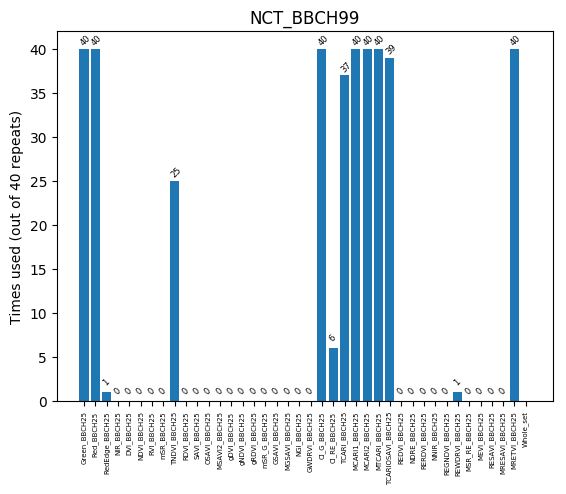 NCT_BBCH99
Times used (out of 40 repeats)
40
35
30
25
20
15
10
5
0
40
40
1
0
0
0
0
0
25
0
0
0
0
0
0
0
0
0
0
0
0
40
6
37
40
40
40
39
0
0
0
0
0
1
0
0
0
0
40
Green_BBCH25
Red_BBCH25
RedEdge_BBCH25
NIR_BBCH25
DVI_BBCH25
NDVI_BBCH25
RVI_BBCH25
mSR_BBCH25
TNDVI_BBCH25
RDVI_BBCH25
SAVI_BBCH25
OSAVI_BBCH25
MSAVI2_BBCH25
gDVI_BBCH25
gNDVI_BBCH25
gRDVI_BBCH25
mSR_G_BBCH25
GSAVI_BBCH25
MGSAVI_BBCH25
NGI_BBCH25
GWDRVI_BBCH25
CI_G_BBCH25
CI_RE_BBCH25
TCARI_BBCH25
MCARI1_BBCH25
MCARI2_BBCH25
MTCARI_BBCH25
TCARIOSAVI_BBCH25
REDVI_BBCH25
NDRE_BBCH25
RERDVI_BBCH25
NNIR_BBCH25
REGNDVI_BBCH25
REWDRVI_BBCH25
MSR_RE_BBCH25
MEVI_BBCH25
RESAVI_BBCH25
MRESAVI_BBCH25
MRETVI_BBCH25
Whole_set